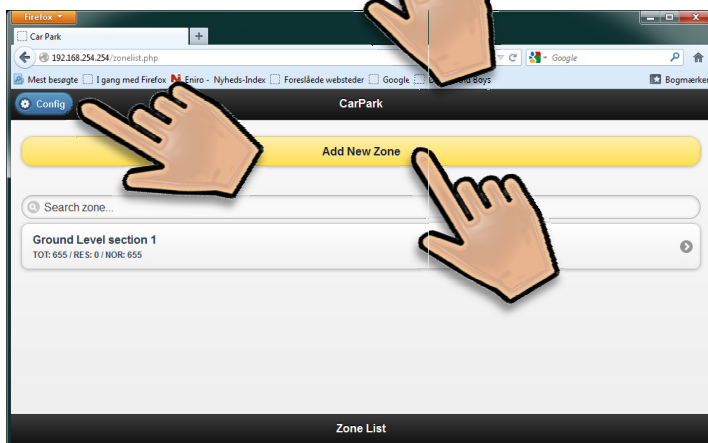 Firefox
Car Park
192.168.254.254/zonelist.php
Google
Mest besøgte I gang med Firefox Eniro - Nyheds-Index Foreslåede websteder Google Boys
Bogmærker
Config
CarPark
Add New Zone
Search zone...
Ground Level section 1
TOT: 655 / RES: 0 / NOR: 655
Zone List